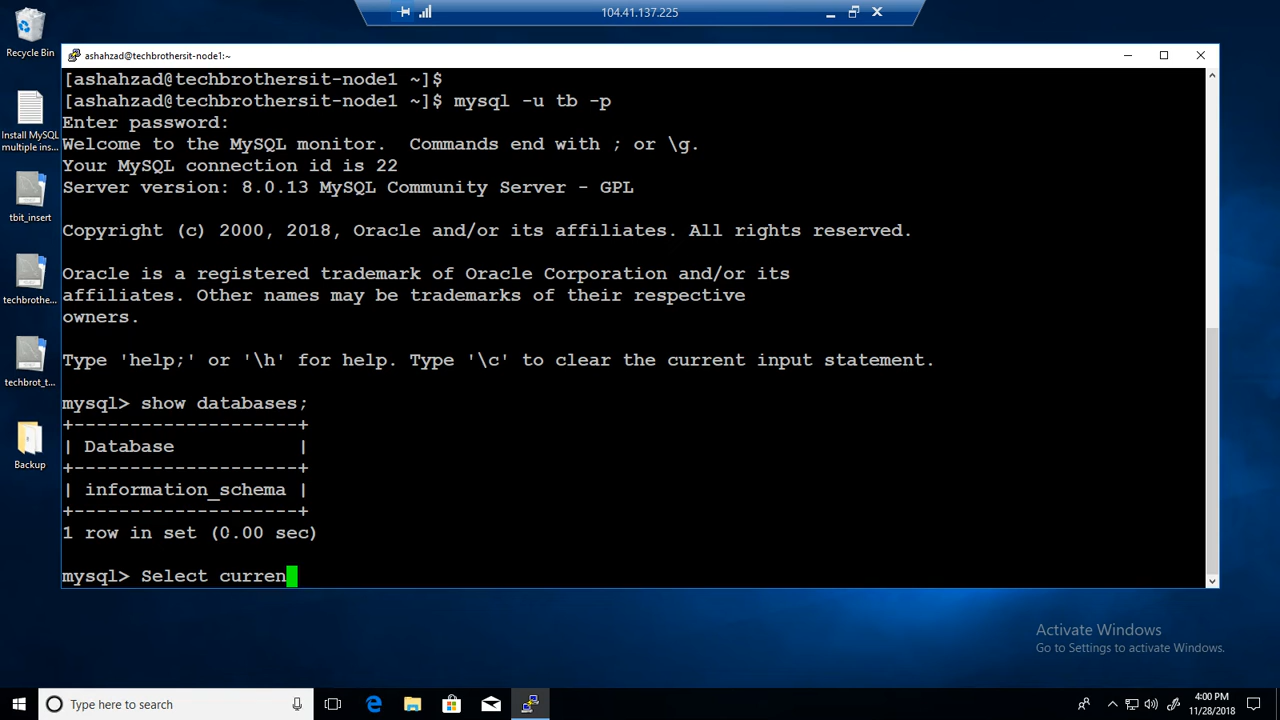 104.41.137.225
Recycle Bin
ashahzad@techbrothersit-node1:~
[ashahzad@techbrothersit-node1 ~]$
[ashahzad@techbrothersit-node1 ~]$ mysql -u tb -p
Enter password:
Welcome to the MySQL monitor.  Commands end with ; or \g.
Your MySQL connection id is 22
Server version: 8.0.13 MySQL Community Server - GPL
Copyright (c) 2000, 2018, Oracle and/or its affiliates. All rights reserved.
Oracle is a registered trademark of Oracle Corporation and/or its
affiliates. Other names may be trademarks of their respective
owners.
Type 'help;' or '\h' for help. Type '\c' to clear the current input statement.
mysql> show databases;
+--------------------+
| Database           |
+--------------------+
| information_schema |
+--------------------+
1 row in set (0.00 sec)
mysql> Select curren
Install MySQL
multiple ins...
tbit_insert
techbrothe...
techbrot_t...
Backup
Activate Windows
Go to Settings to activate Windows.
Type here to search
4:00 PM
11/28/2018